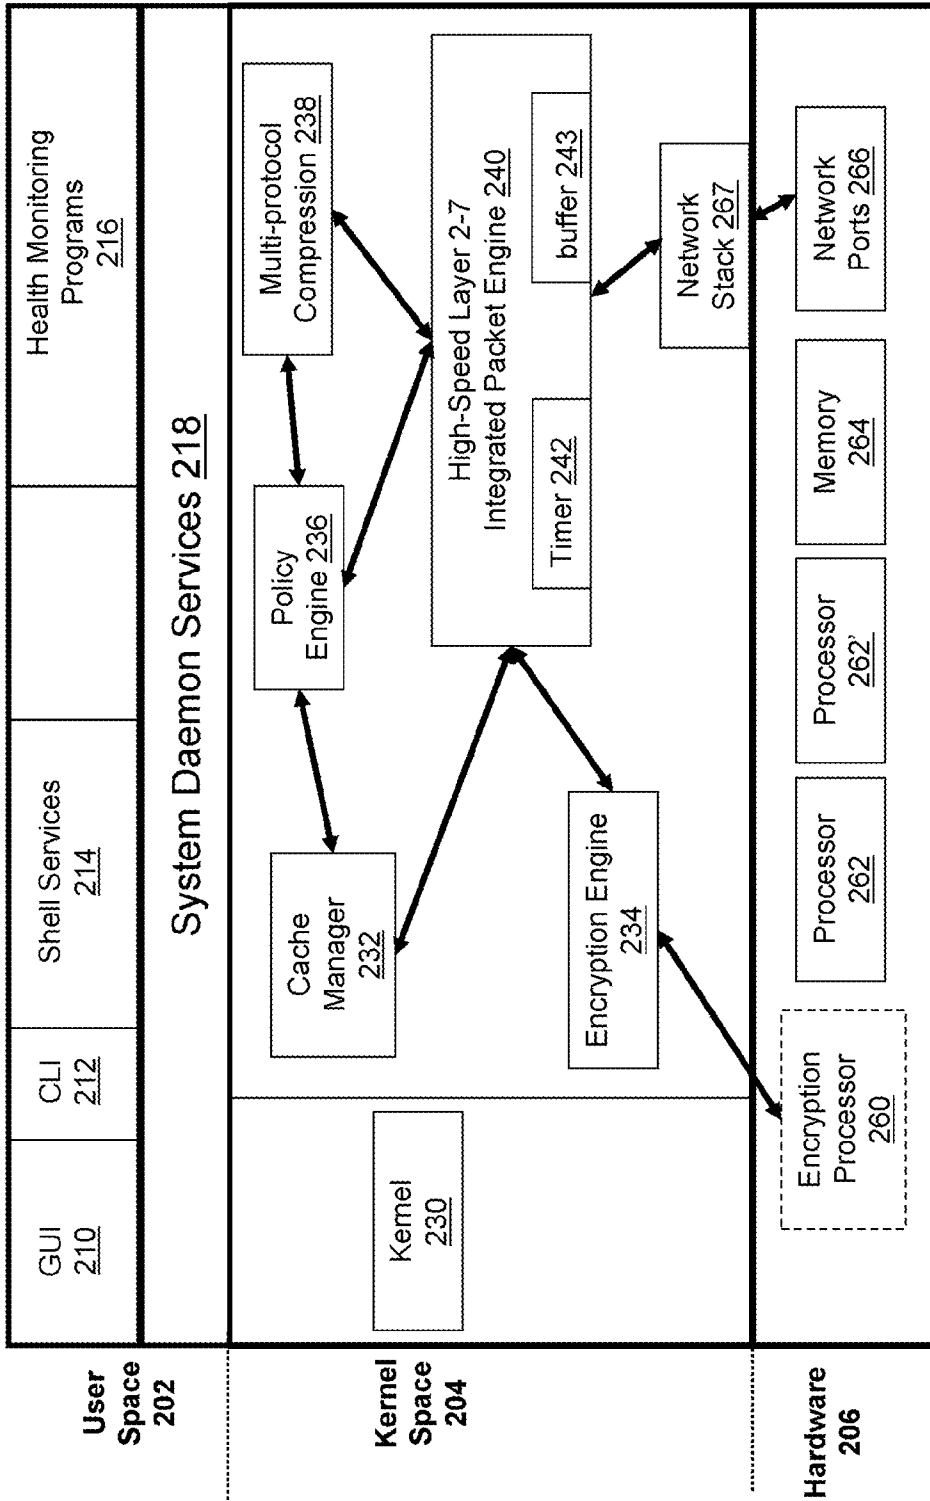 User
Space
202
GUI
210
CLI
212
Shell Services
214
Health Monitoring
Programs
216
System Daemon Services 218
Kernel
Space
204
Kernel
230
Cache
Manager
232
Policy
Engine 236
Multi-protocol
Compression 238
High-Speed Layer 2-7
Integrated Packet Engine 240
Timer 242
buffer 243
Encryption Engine
234
Network
Stack 267
Hardware
206
Encryption
Processor
260
Processor
262
Processor
262'
Memory
264
Network
Ports 266